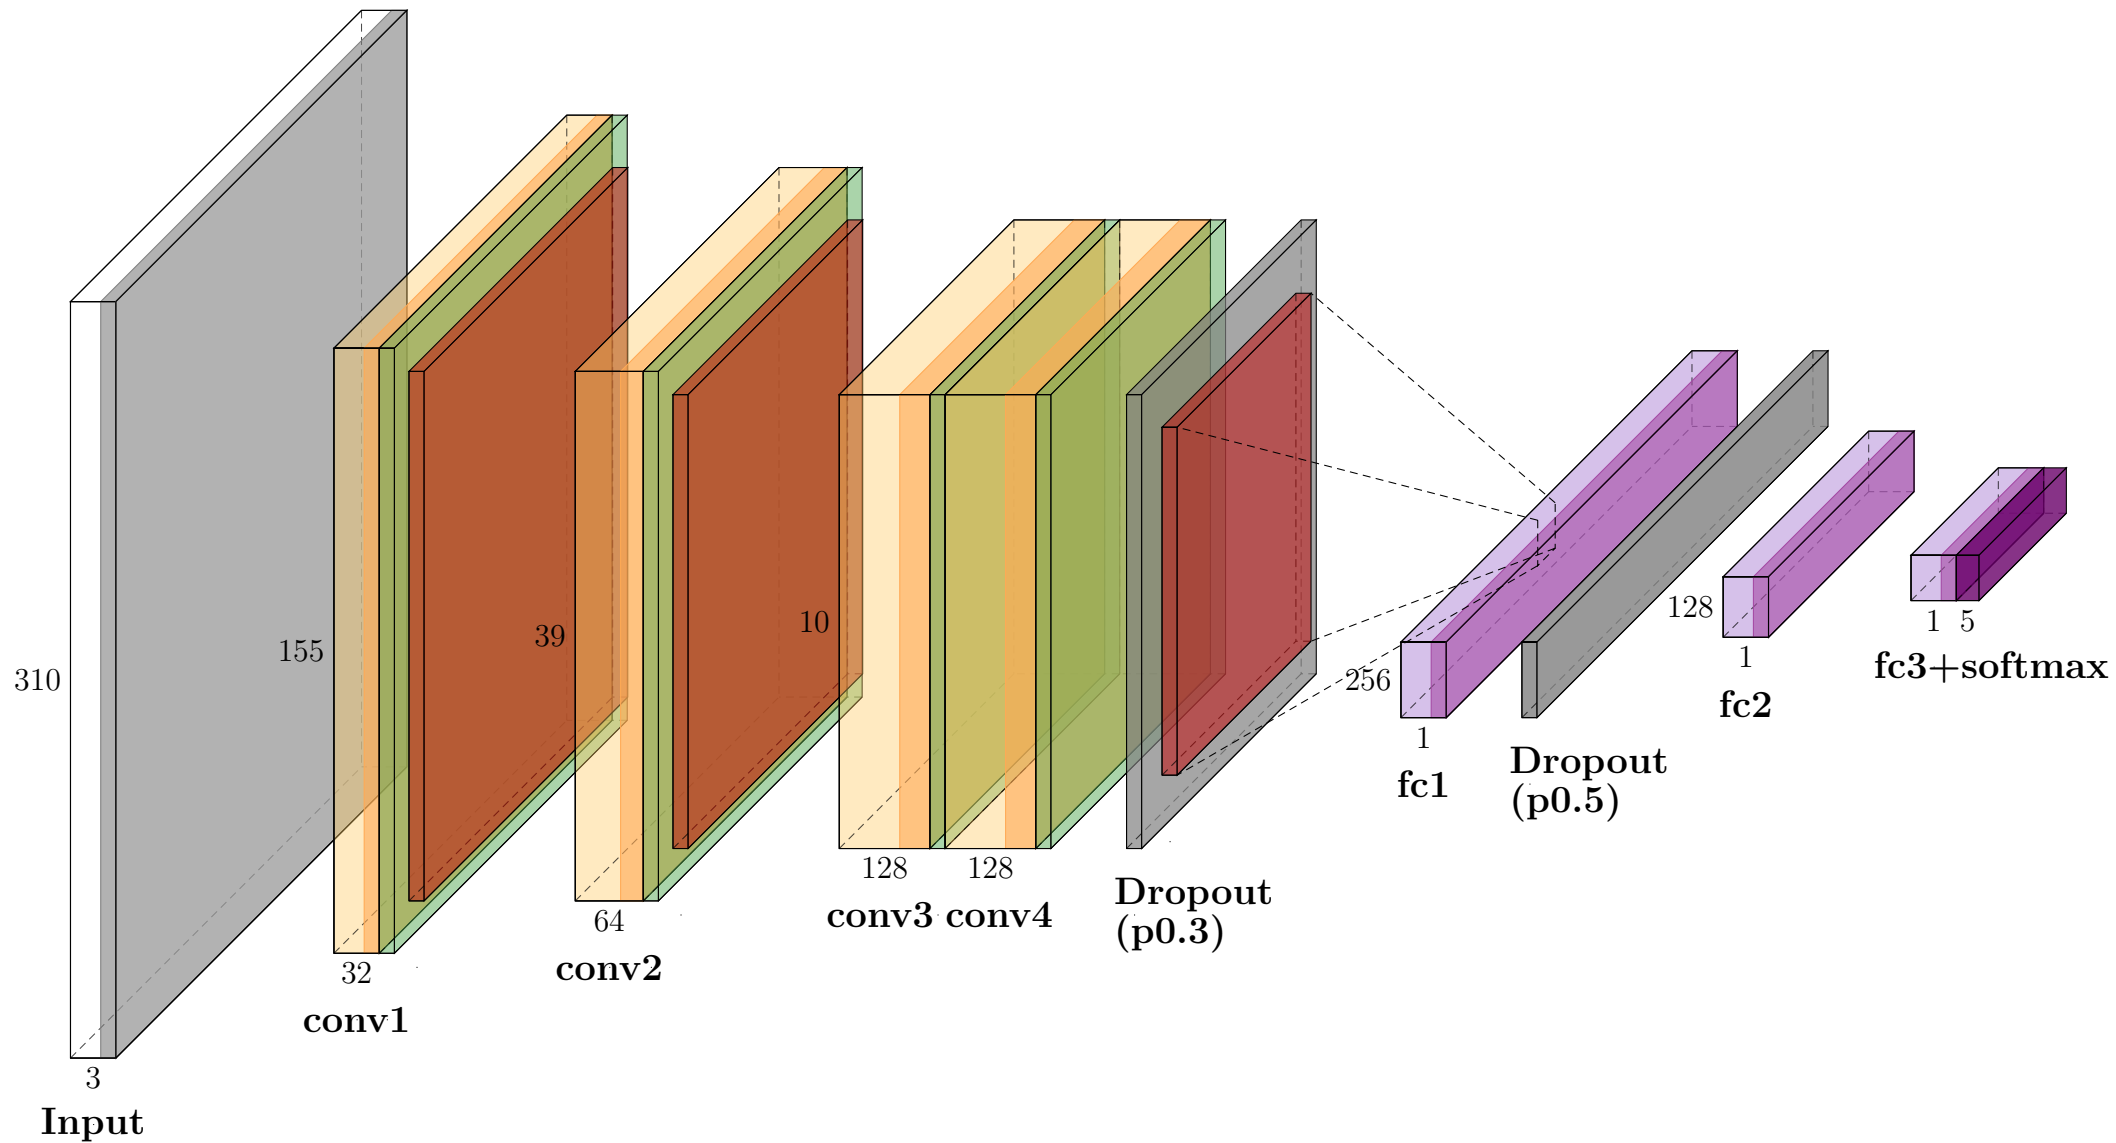 310
3
Input
155
32
conv1
39
64
conv2
10
128
conv3
128
conv4
Dropout
(p0.3)
256
1
fc1
Dropout
(p0.5)
128
1
fc2
1
5
fc3+softmax